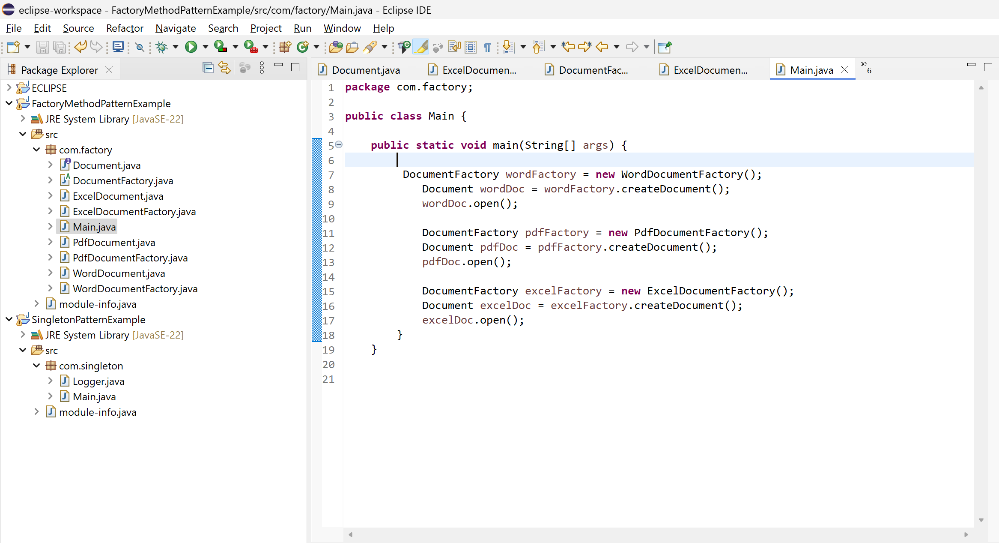 eclipse-workspace - FactoryMethodPatternExample/src/com/factory/Main.java - Eclipse IDE
File Edit Source Refactor Navigate Search Project Run Window Help
Package Explorer
ECLIPSE
FactoryMethodPatternExample
JRE System Library [JavaSE-22]
src
com.factory
Document.java
DocumentFactory.java
ExcelDocument.java
ExcelDocumentFactory.java
Main.java
PdfDocument.java
PdfDocumentFactory.java
WordDocument.java
WordDocumentFactory.java
module-info.java
SingletonPatternExample
JRE System Library [JavaSE-22]
src
com.singleton
Logger.java
Main.java
module-info.java
Document.java ExcelDocumen... DocumentFac... ExcelDocumen... Main.java »6
1 package com.factory;
2
3 public class Main {
4
5 public static void main(String[] args) {
6
7 DocumentFactory wordFactory = new WordDocumentFactory();
8 Document wordDoc = wordFactory.createDocument();
9 wordDoc.open();
10
11 DocumentFactory pdfFactory = new PdfDocumentFactory();
12 Document pdfDoc = pdfFactory.createDocument();
13 pdfDoc.open();
14
15 DocumentFactory excelFactory = new ExcelDocumentFactory();
16 Document excelDoc = excelFactory.createDocument();
17 excelDoc.open();
18 }
19 }
20
21